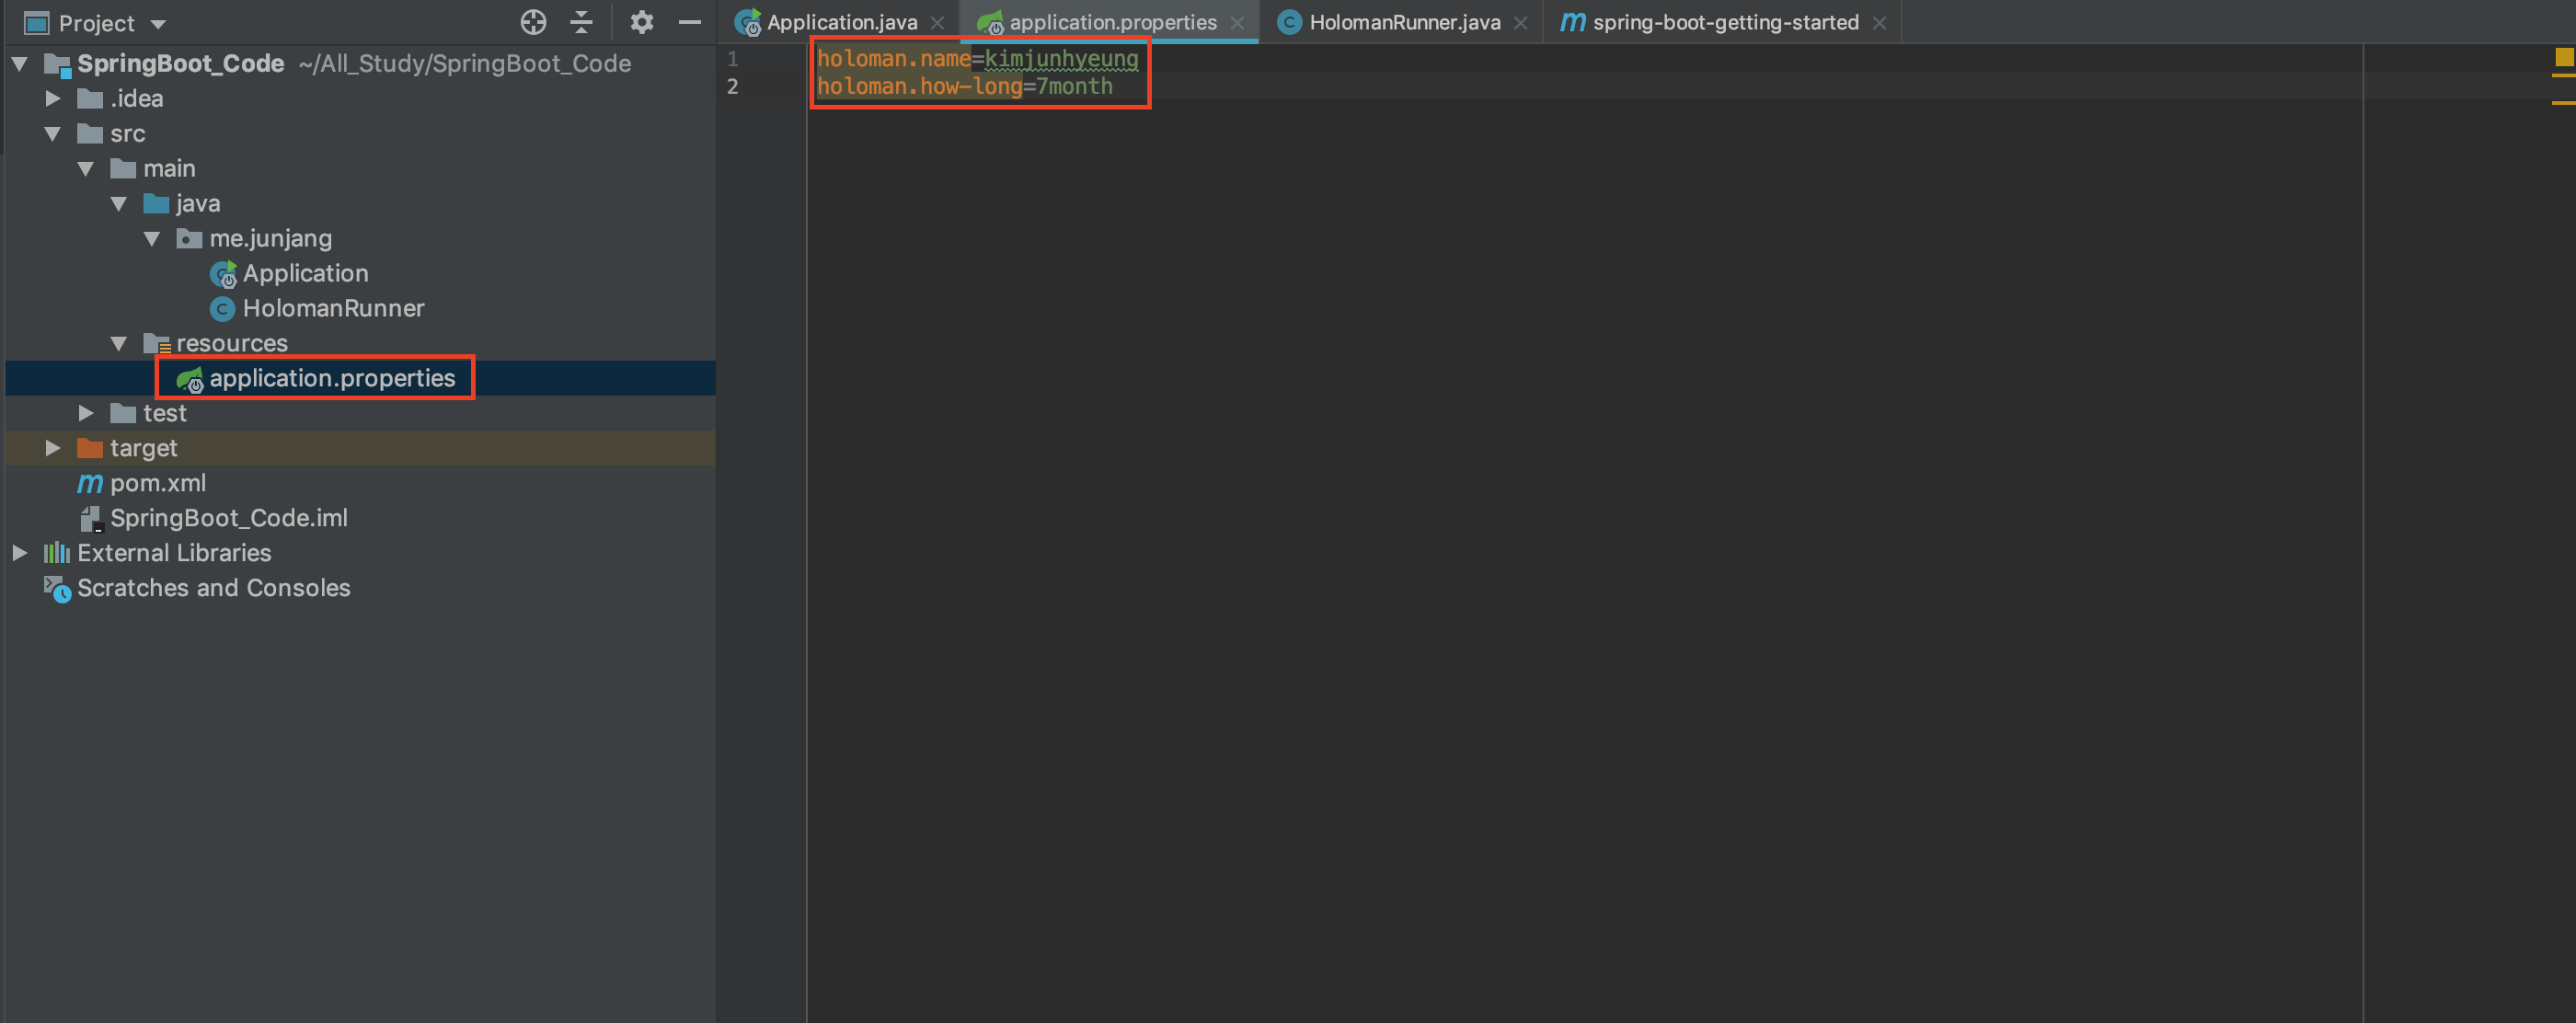 Project
SpringBoot_Code ~/All_Study/SpringBoot_Code
.idea
src
main
java
me.junjang
Application
HolomanRunner
resources
application.properties
test
target
pom.xml
SpringBoot_Code.iml
External Libraries
Scratches and Consoles
Application.java application.properties HolomanRunner.java spring-boot-getting-started
1 holoman.name=kimjunhyeung
2 holoman.how-long=7month